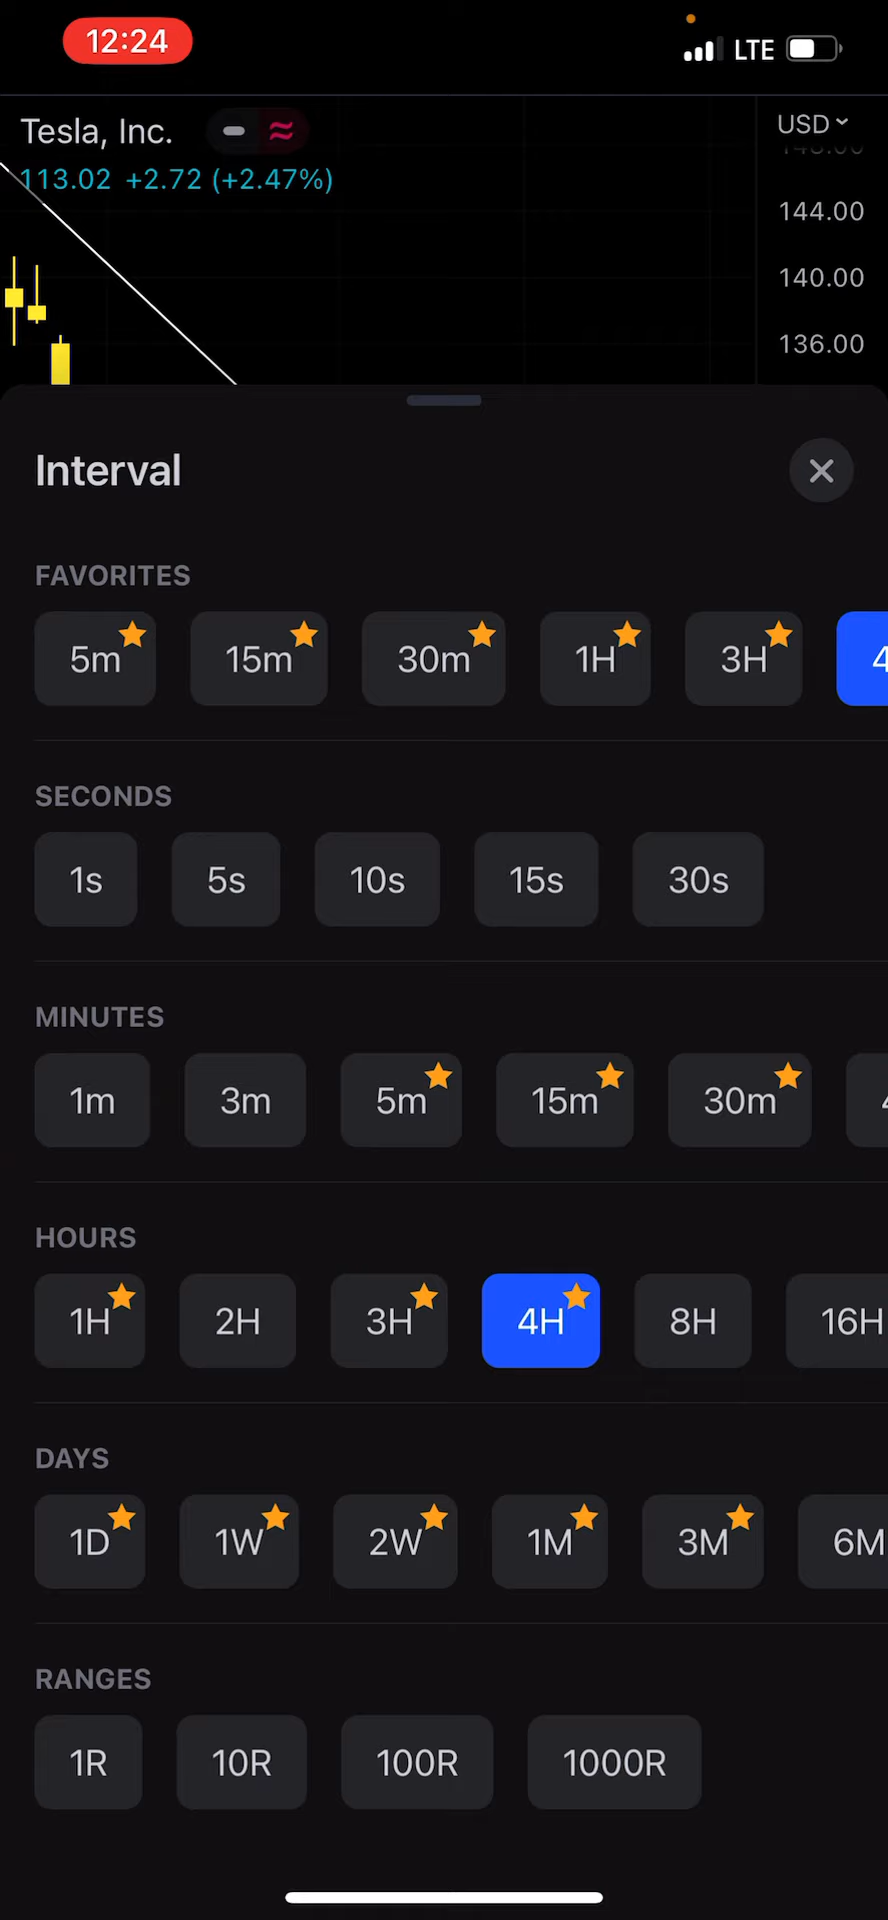 12:24
LTE
Tesla, Inc.
USD
113.02 +2.72 (+2.47%)
144.00
140.00
136.00
Interval
FAVORITES
5m 15m 30m 1H 3H
SECONDS
1s 5s 10s 15s 30s
MINUTES
1m 3m 5m 15m 30m
HOURS
1H 2H 3H 4H 8H 16H
DAYS
1D 1W 2W 1M 3M 6M
RANGES
1R 10R 100R 1000R